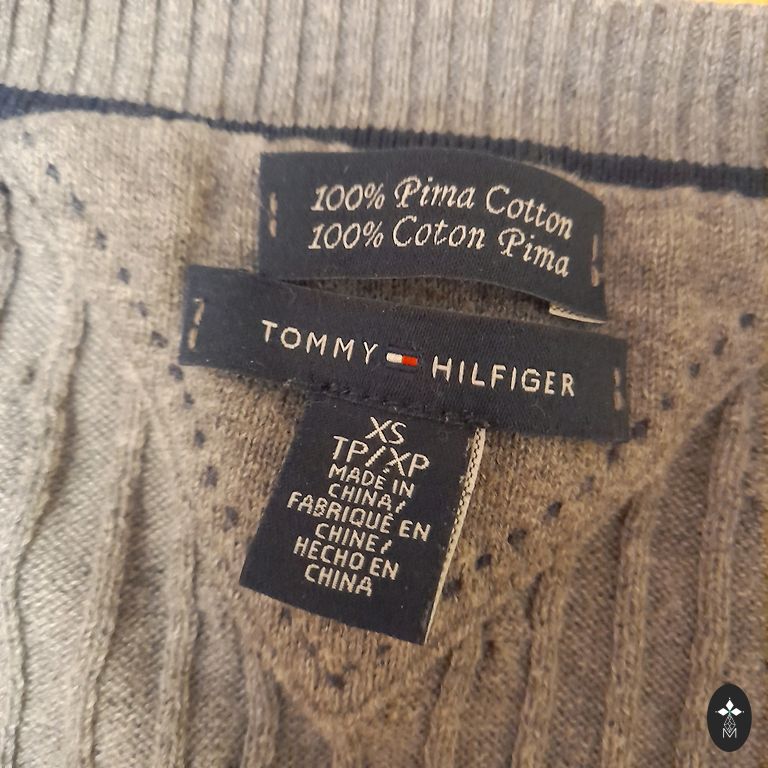 100% Pima Cotton
100% Coton Pima
TOMMY HILFIGER
XS
TP/XP
MADE IN
CHINA/
FABRIQUÉ EN
CHINE/
HECHO EN
CHINA
M